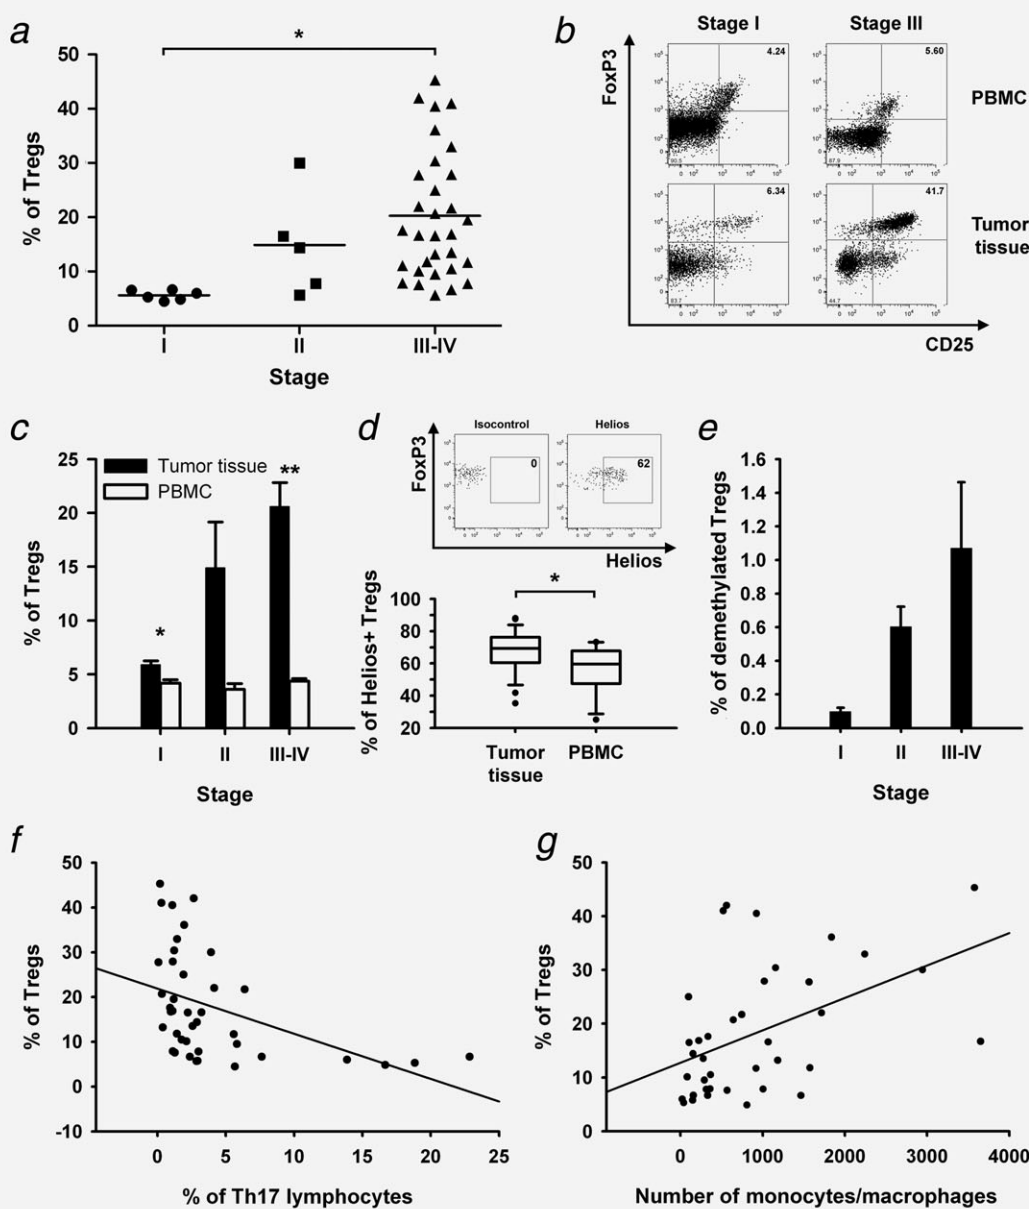 a
*
% of Tregs
50
40
30
20
10
0
I II III-IV
Stage
b
Stage I Stage III
FoxP3
4.24
5.60
PBMC
6.34
41.7
Tumor
tissue
CD25
c
% of Tregs
25
20
15
10
5
0
Tumor tissue
PBMC
*
**
I II III-IV
Stage
d
FoxP3
Isocontrol Helios
0
62
Helios
% of Helios+ Tregs
*
100
80
60
40
20
Tumor PBMC
tissue
e
% of demethylated Tregs
1.6
1.4
1.2
1.0
0.8
0.6
0.4
0.2
0.0
I II III-IV
Stage
f
% of Tregs
50
40
30
20
10
0
-10
0 5 10 15 20 25
% of Th17 lymphocytes
g
% of Tregs
50
40
30
20
10
0
0 1000 2000 3000 4000
Number of monocytes/macrophages